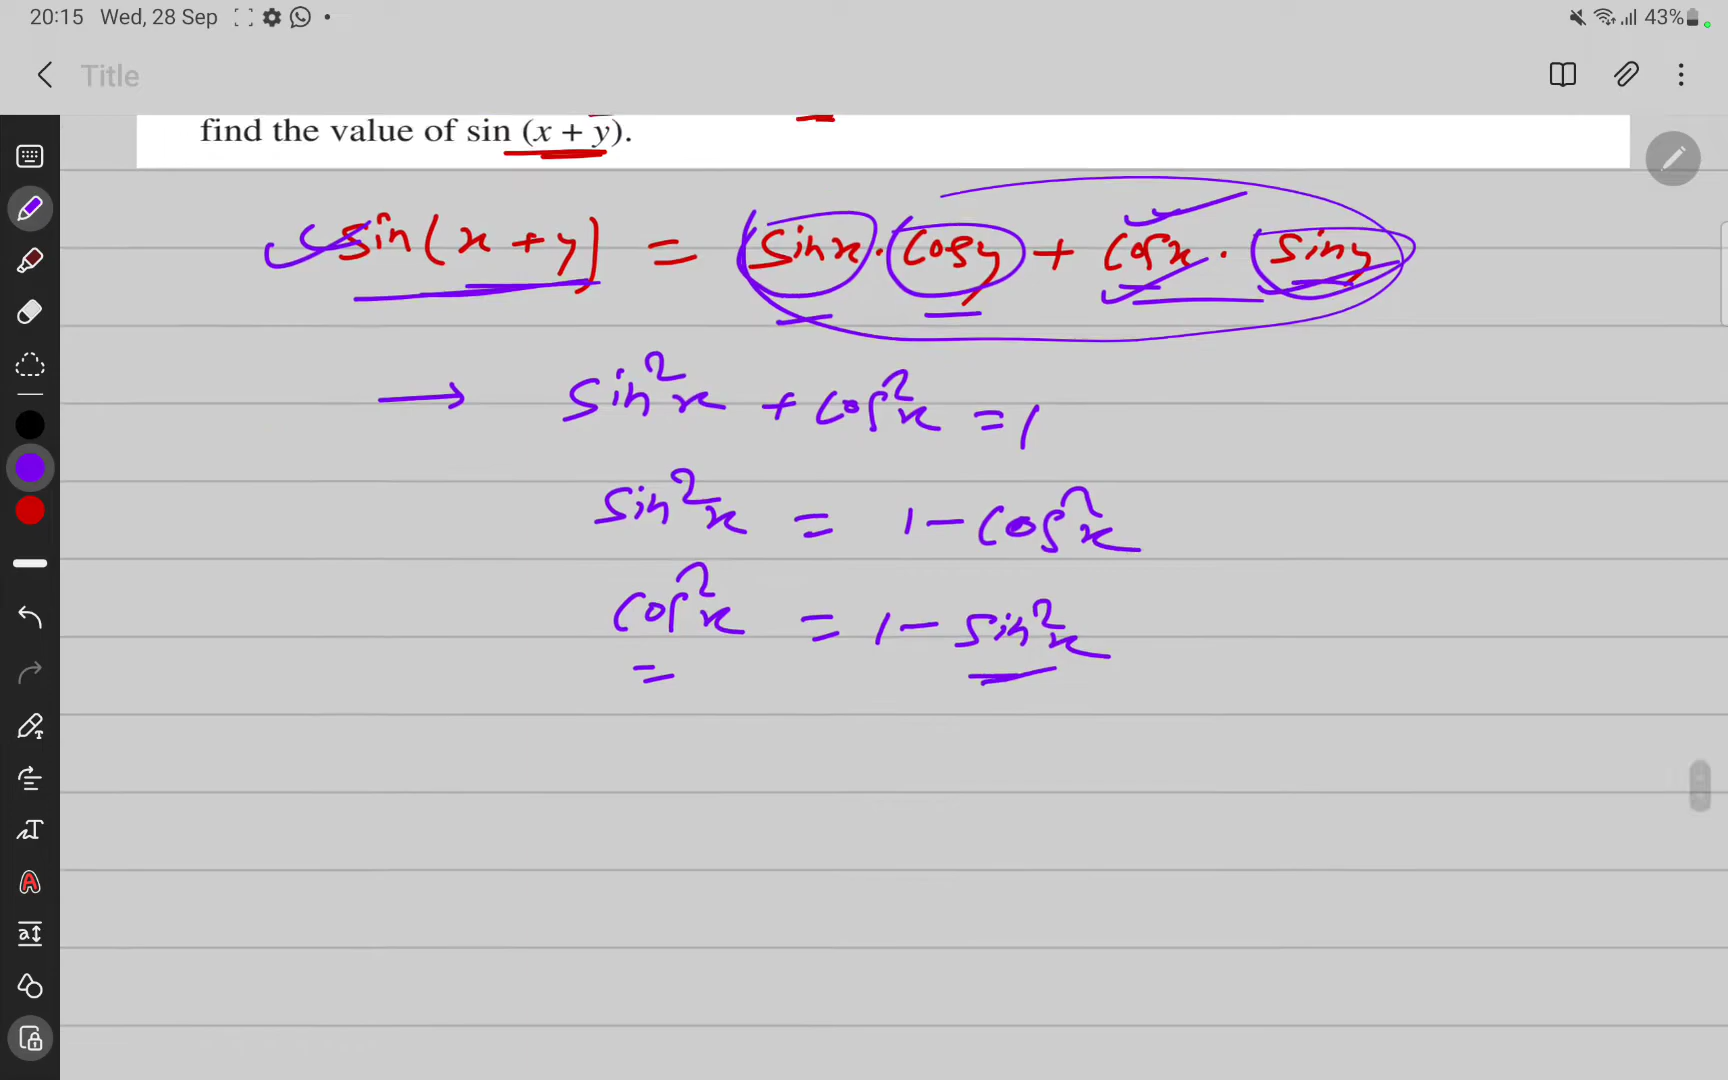 20:15 Wed, 28 Sep 43%
Title
find the value of sin (x + y).
sin(x + y) = sinx · cosy + cosx · siny
→ sin²x + cos²x = 1
sin²x = 1 − cos²x
cos²x = 1 − sin²x